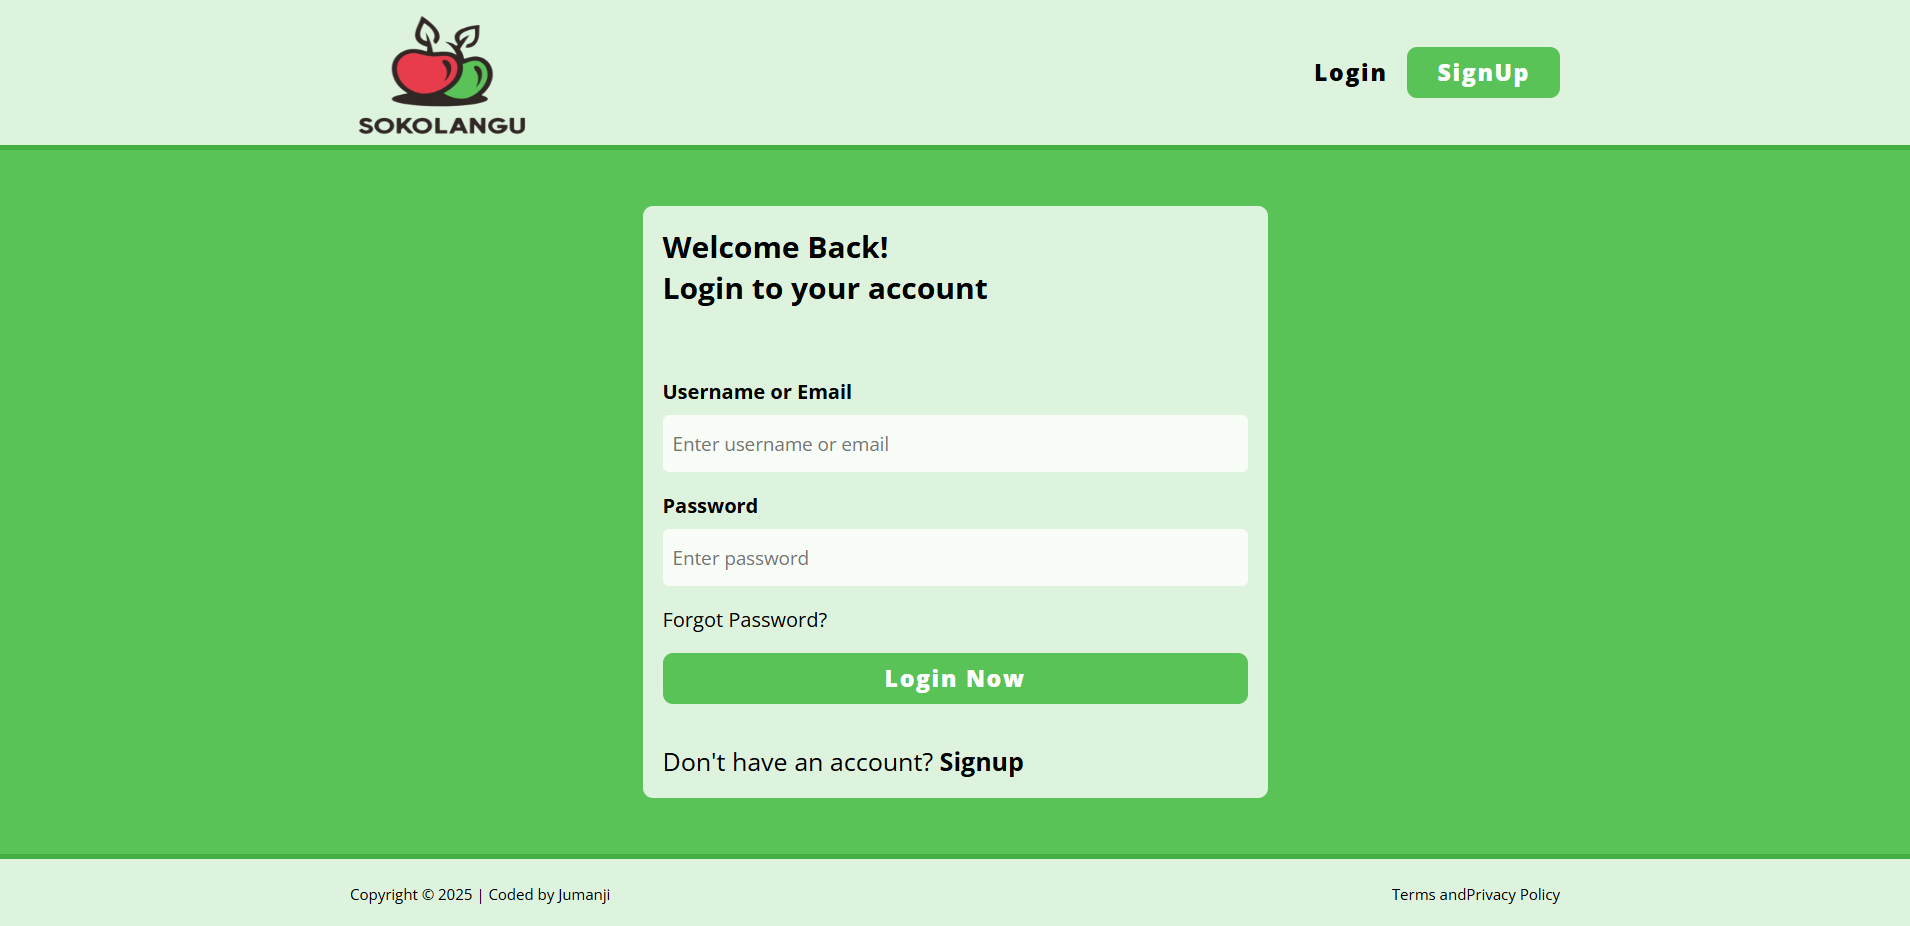 SOKOLANGU
Login
SignUp
Welcome Back!
Login to your account
Username or Email
Enter username or email
Password
Enter password
Forgot Password?
Login Now
Don't have an account? Signup
Copyright © 2025 | Coded by Jumanji
Terms andPrivacy Policy